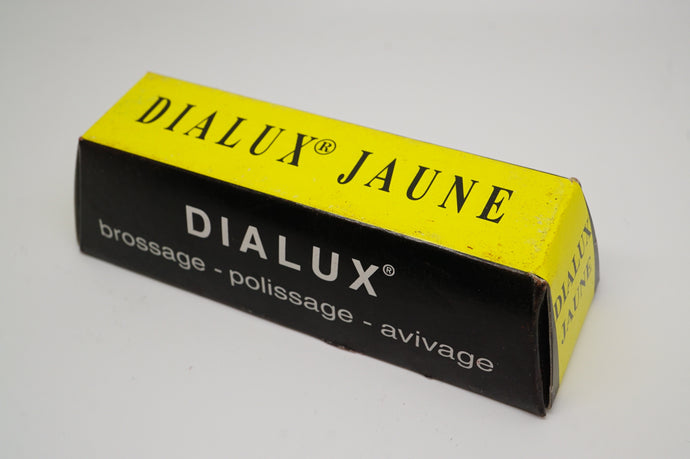 DIALUX® JAUNE
DIALUX®
brossage - polissage - avivage
DIALUX
JAUNE